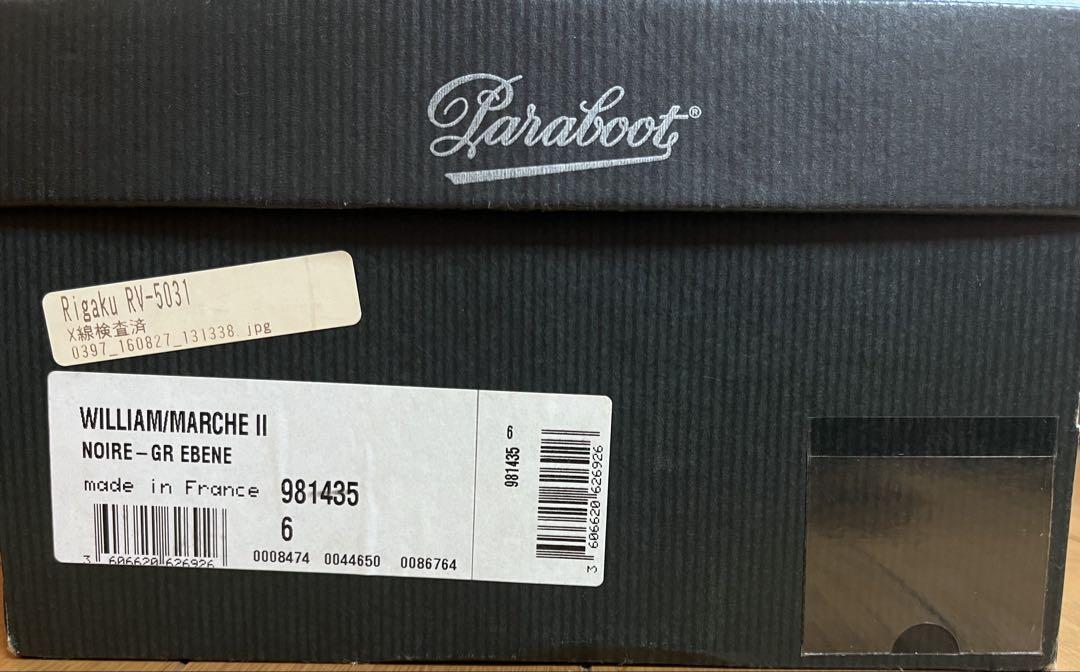 Paraboot®
Rigaku RV-5031
X線検査済
0397_160827_131338.jpg
WILLIAM/MARCHE II
NOIRE-GR EBENE
made in France 981435
6
3 606620 626926
0008474 0044650 0086764
981435 6
3 606620 626926